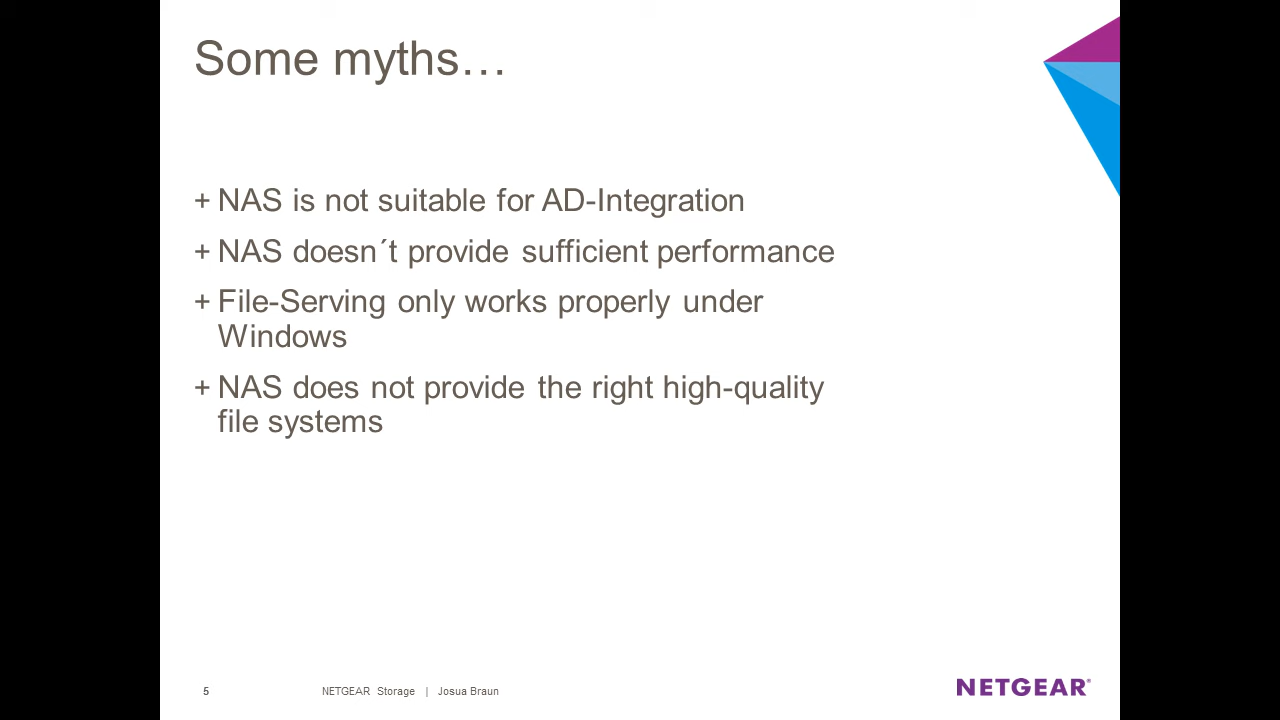 Some myths…
+ NAS is not suitable for AD-Integration
+ NAS doesn´t provide sufficient performance
+ File-Serving only works properly under
Windows
+ NAS does not provide the right high-quality
file systems
5 NETGEAR Storage | Josua Braun
NETGEAR®